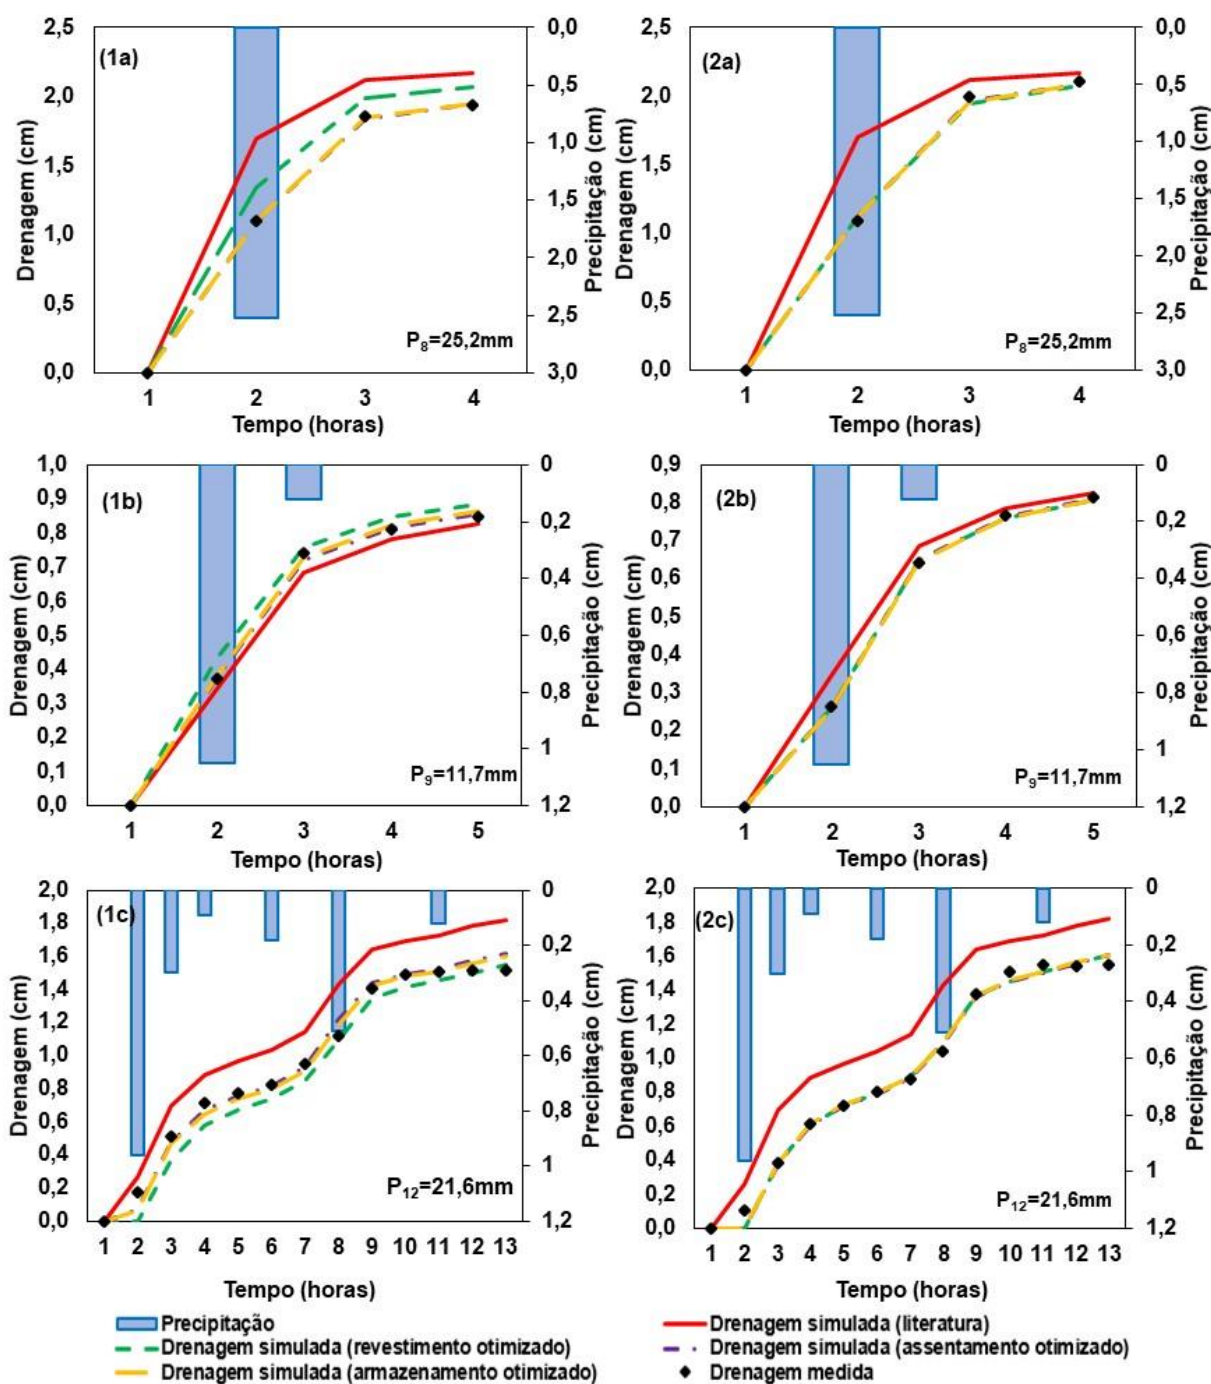 (1a)
Drenagem (cm)
2,5
2,0
1,5
1,0
0,5
0,0
0,0
0,5
1,0
1,5
2,0
2,5
3,0
Precipitação (cm)
P₈=25,2mm
1 2 3 4
Tempo (horas)
(2a)
Drenagem (cm)
2,5
2,0
1,5
1,0
0,5
0,0
0,0
0,5
1,0
1,5
2,0
2,5
3,0
Precipitação (cm)
P₈=25,2mm
1 2 3 4
Tempo (horas)
(1b)
Drenagem (cm)
1,0
0,9
0,8
0,7
0,6
0,5
0,4
0,3
0,2
0,1
0,0
0
0,2
0,4
0,6
0,8
1
1,2
Precipitação (cm)
P₉=11,7mm
1 2 3 4 5
Tempo (horas)
(2b)
Drenagem (cm)
0,9
0,8
0,7
0,6
0,5
0,4
0,3
0,2
0,1
0,0
0
0,2
0,4
0,6
0,8
1
1,2
Precipitação (cm)
P₉=11,7mm
1 2 3 4 5
Tempo (horas)
(1c)
Drenagem (cm)
2,0
1,8
1,6
1,4
1,2
1,0
0,8
0,6
0,4
0,2
0,0
0
0,2
0,4
0,6
0,8
1
1,2
Precipitação (cm)
P₁₂=21,6mm
1 2 3 4 5 6 7 8 9 10 11 12 13
Tempo (horas)
(2c)
Drenagem (cm)
2,0
1,8
1,6
1,4
1,2
1,0
0,8
0,6
0,4
0,2
0,0
0
0,2
0,4
0,6
0,8
1
1,2
Precipitação (cm)
P₁₂=21,6mm
1 2 3 4 5 6 7 8 9 10 11 12 13
Tempo (horas)
Precipitação
Drenagem simulada (literatura)
Drenagem simulada (revestimento otimizado)
Drenagem simulada (assentamento otimizado)
Drenagem simulada (armazenamento otimizado)
Drenagem medida